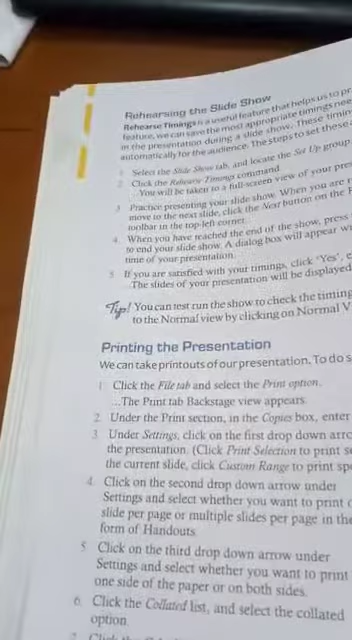 Rehearsing the Slide Show
Rehearse Timings is a useful feature that helps us to
feature, we can save the most appropriate timings
in the presentation during a slide show. These
automatically for the audience. The steps to set these
1 Select the Slide Show tab, and locate the Set Up group.
2 Click the Rehearse Timings command.
...You will be taken to a full-screen view of your
3 Practice presenting your slide show. When you are
move to the next slide, click the Next button on the
toolbar in the top-left corner.
4 When you have reached the end of the show, press
to end your slide show. A dialog box will appear
time of your presentation.
5 If you are satisfied with your timings, click 'Yes',
The slides of your presentation will be displayed
Tip! You can test run the show to check the timing
to the Normal view by clicking on Normal V
Printing the Presentation
We can take printouts of our presentation. To do s
1 Click the File tab and select the Print option.
...The Print tab Backstage view appears.
2 Under the Print section, in the Copies box, enter
3 Under Settings, click on the first drop down arro
the presentation. (Click Print Selection to print s
the current slide, click Custom Range to print spe
4 Click on the second drop down arrow under
Settings and select whether you want to print
slide per page or multiple slides per page in the
form of Handouts.
5 Click on the third drop down arrow under
Settings and select whether you want to print
one side of the paper or on both sides.
6 Click the Collated list, and select the collated
option.